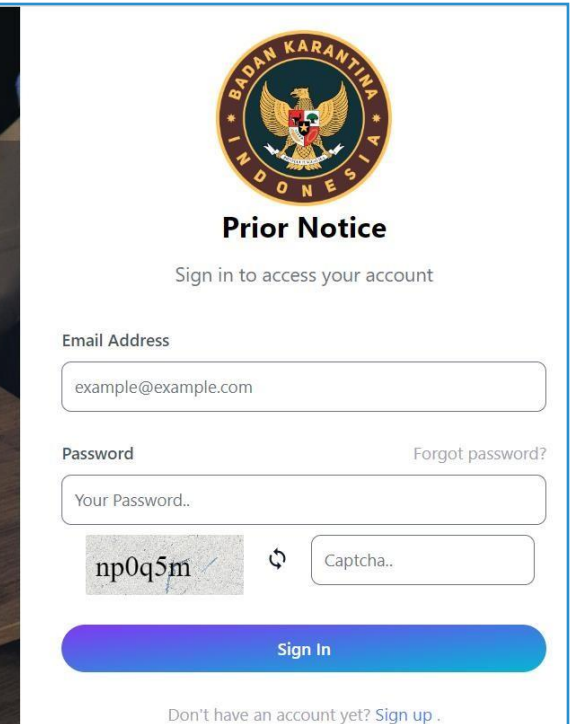 BADAN KARANTINA
INDONESIA
Prior Notice
Sign in to access your account
Email Address
example@example.com
Password Forgot password?
Your Password..
np0q5m Captcha..
Sign In
Don't have an account yet? Sign up .